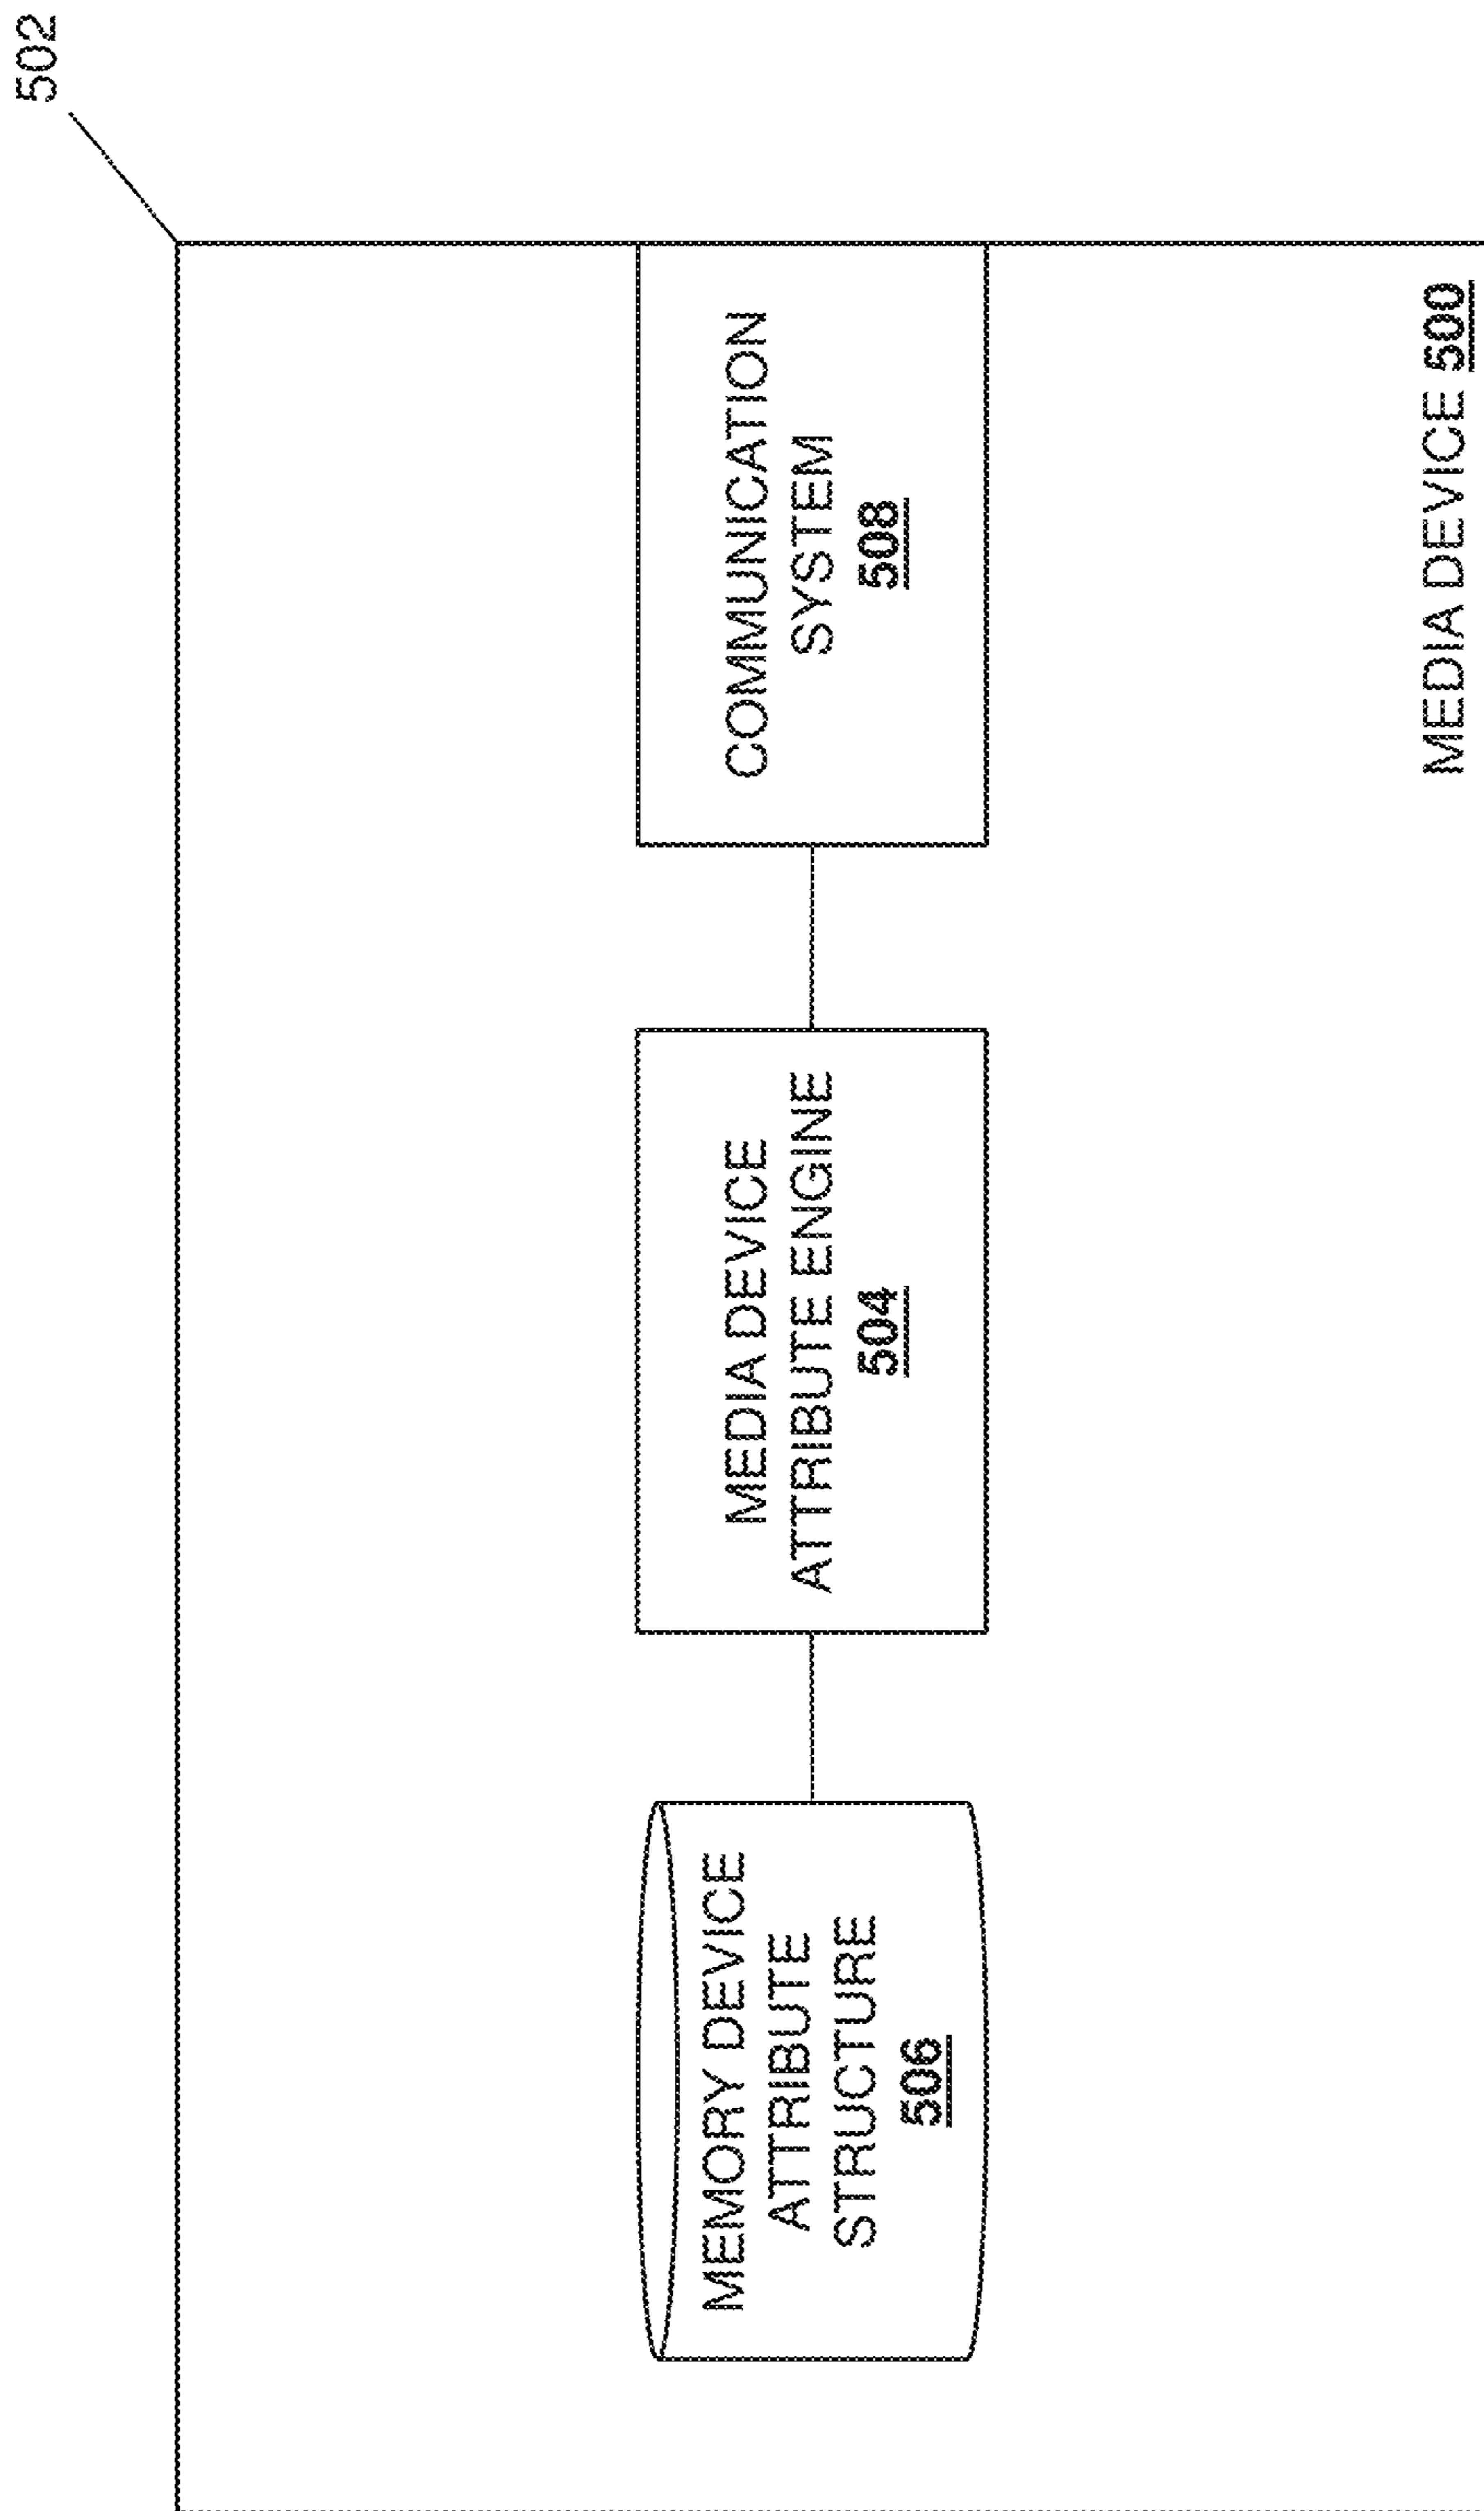 502
MEMORY DEVICE
ATTRIBUTE
STRUCTURE
506
MEDIA DEVICE
ATTRIBUTE ENGINE
504
COMMUNICATION
SYSTEM
508
MEDIA DEVICE 500